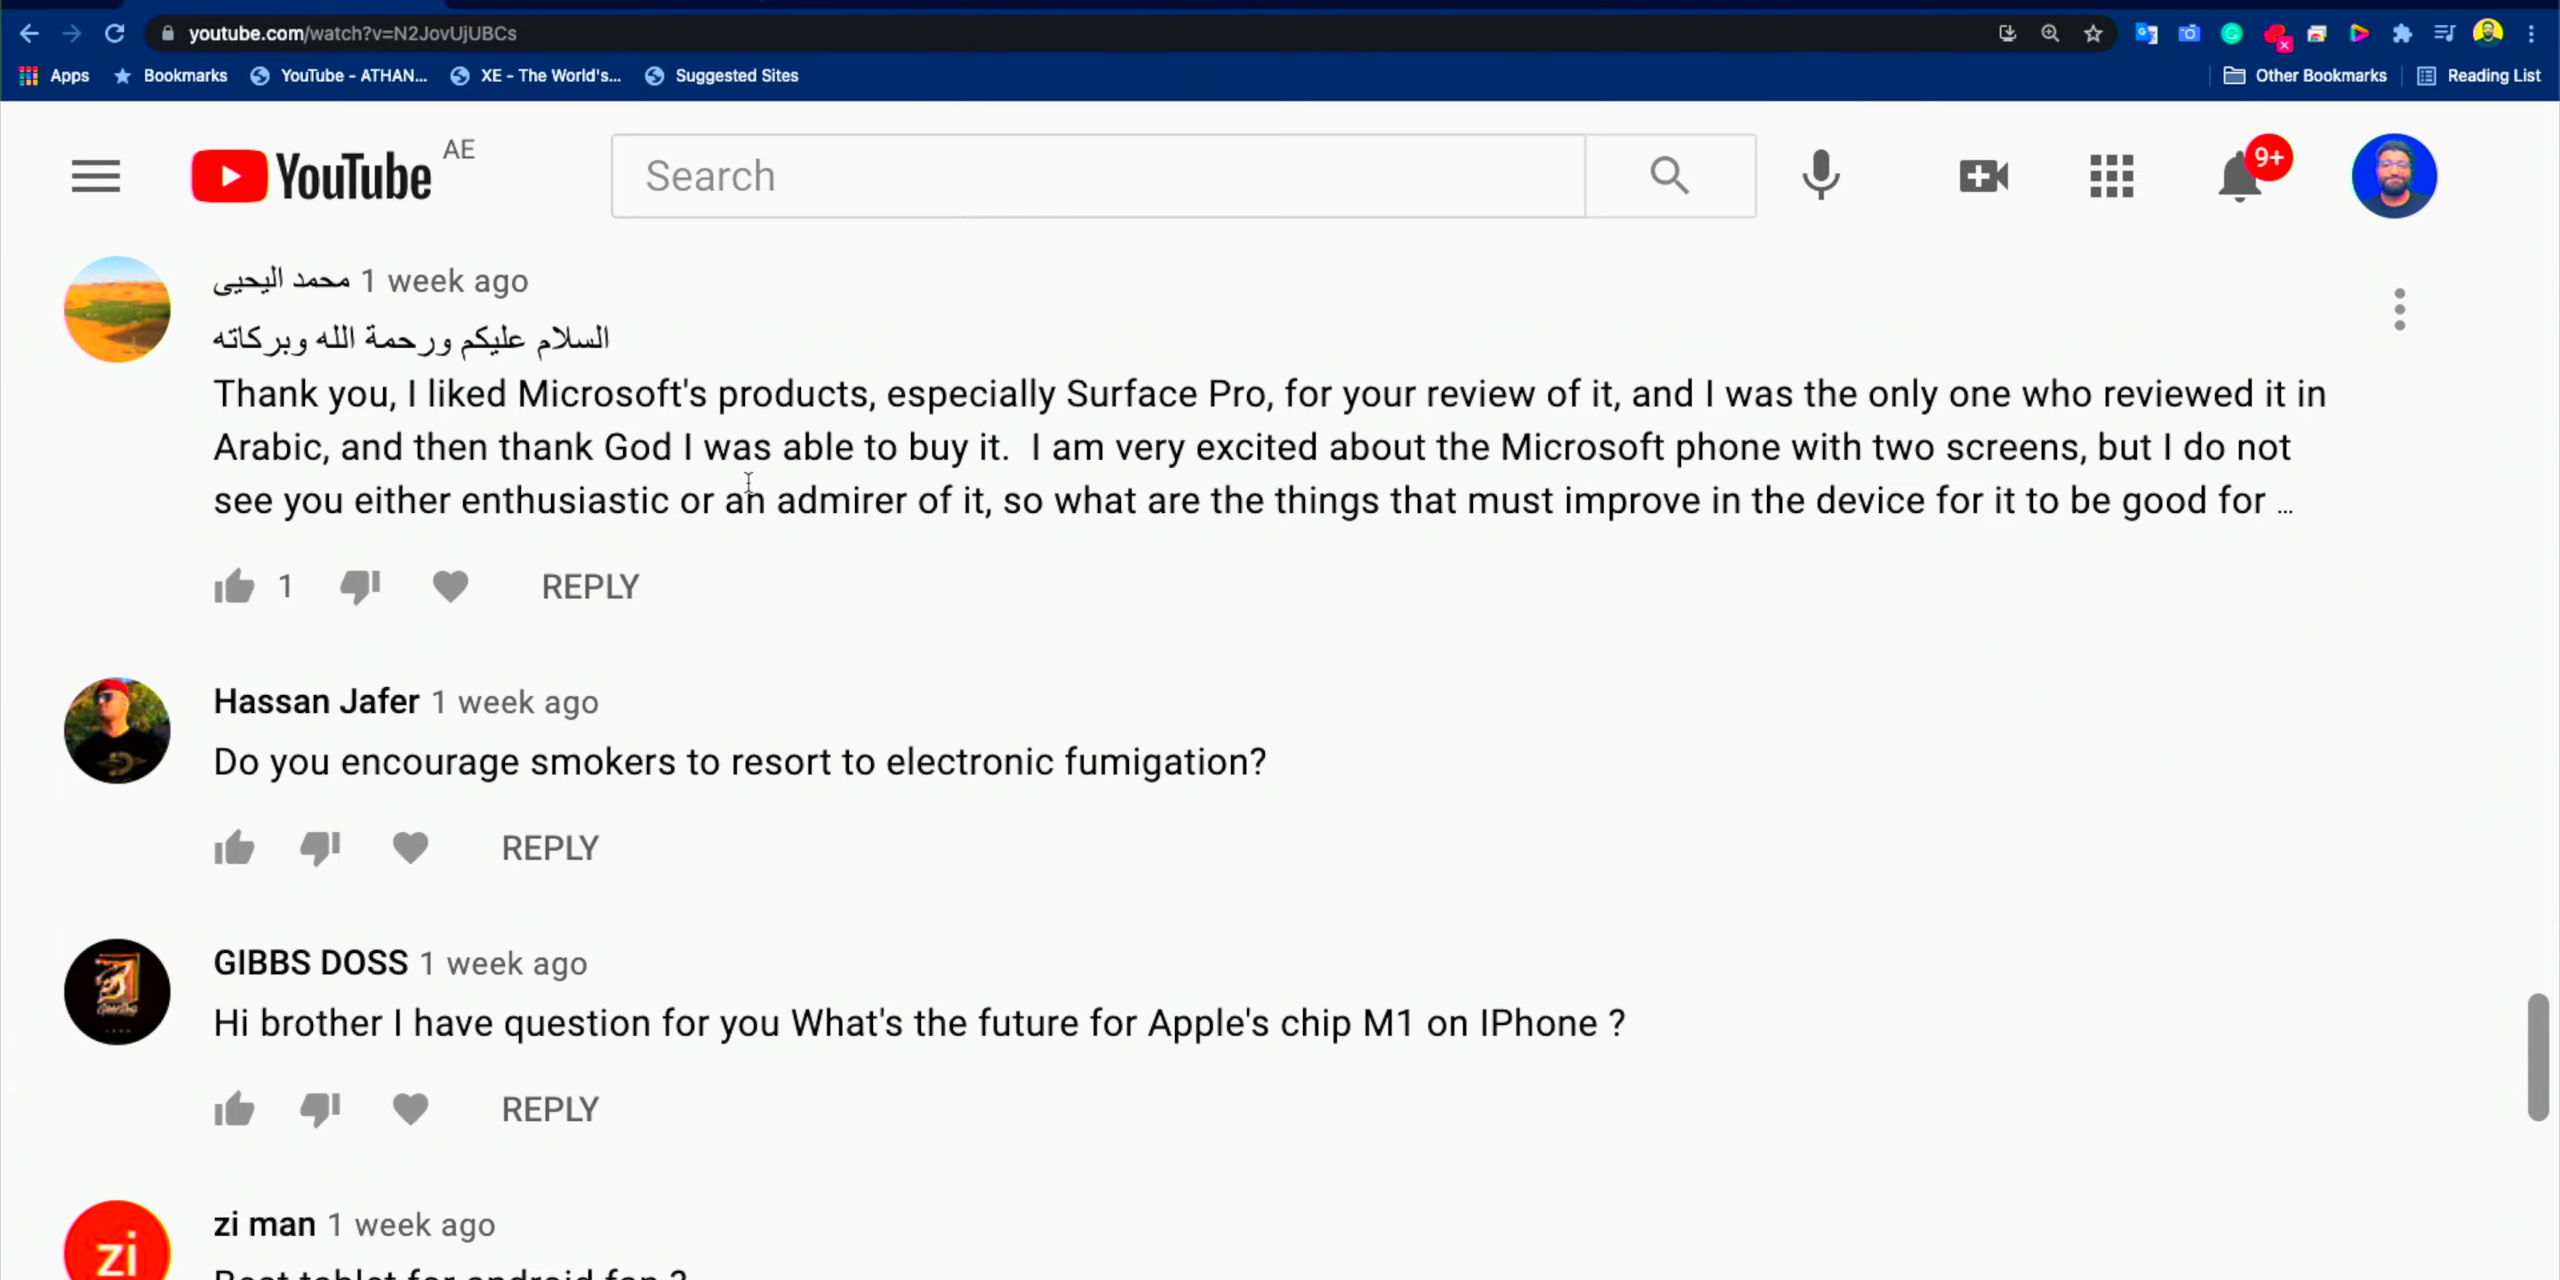 youtube.com/watch?v=N2JovUjUBCs
Apps Bookmarks YouTube - ATHAN... XE - The World's... Suggested Sites Other Bookmarks Reading List
YouTube AE Search 9+
محمد اليحيى 1 week ago
السلام عليكم ورحمة الله وبركاته
Thank you, I liked Microsoft's products, especially Surface Pro, for your review of it, and I was the only one who reviewed it in
Arabic, and then thank God I was able to buy it.  I am very excited about the Microsoft phone with two screens, but I do not
see you either enthusiastic or an admirer of it, so what are the things that must improve in the device for it to be good for ...
1 REPLY
Hassan Jafer 1 week ago
Do you encourage smokers to resort to electronic fumigation?
REPLY
GIBBS DOSS 1 week ago
Hi brother I have question for you What's the future for Apple's chip M1 on IPhone ?
REPLY
zi
zi man 1 week ago
Best tablet for android fan ?